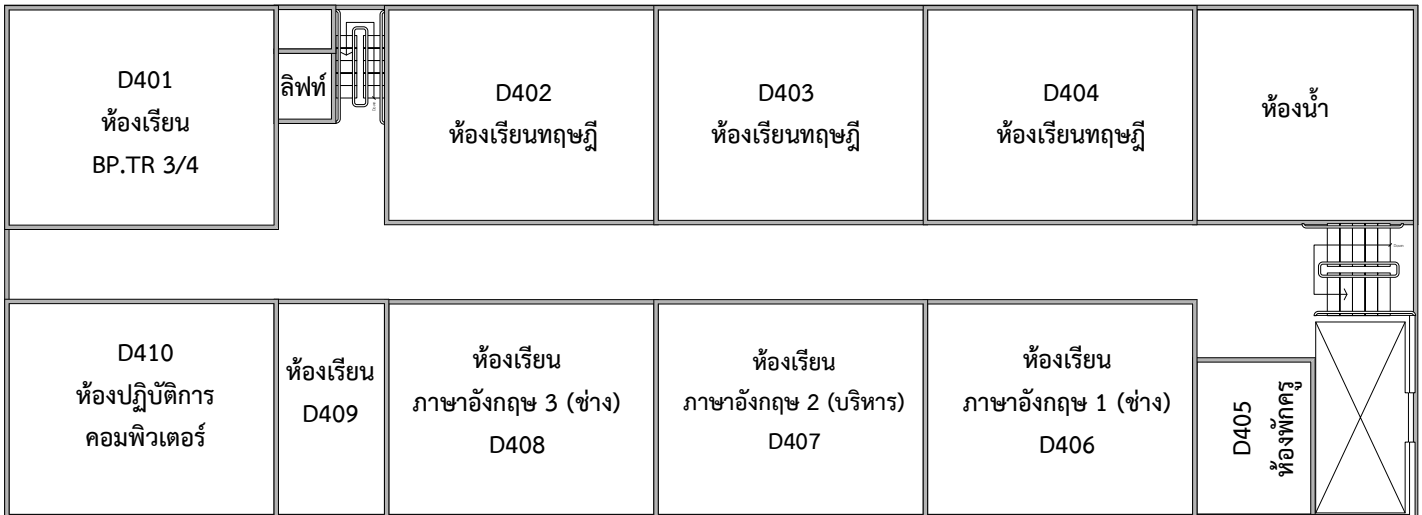 D401
ห้องเรียน
BP.TR 3/4
ลิฟท์
D402
ห้องเรียนทฤษฎี
D403
ห้องเรียนทฤษฎี
D404
ห้องเรียนทฤษฎี
ห้องน้ำ
D410
ห้องปฏิบัติการ
คอมพิวเตอร์
ห้องเรียน
D409
ห้องเรียน
ภาษาอังกฤษ 3 (ช่าง)
D408
ห้องเรียน
ภาษาอังกฤษ 2 (บริหาร)
D407
ห้องเรียน
ภาษาอังกฤษ 1 (ช่าง)
D406
D405
ห้องพักครู